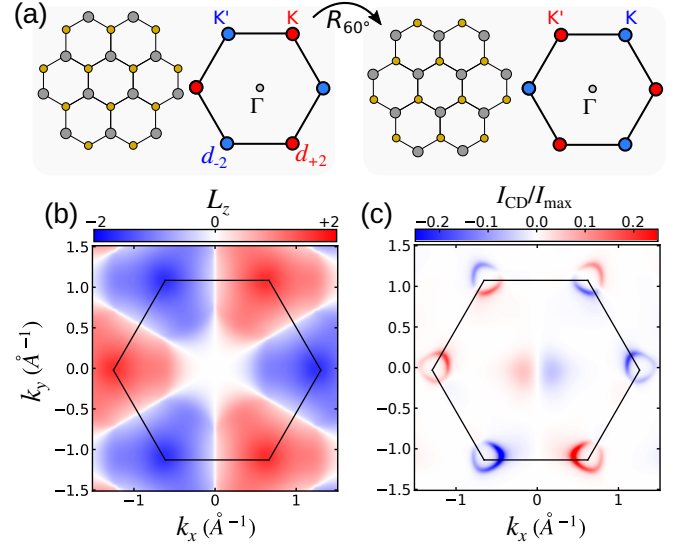 (a)
K' K R60° K' K
Γ Γ
d-2 d+2
(b) Lz (c) ICD/Imax
−2 0 +2 −0.2 −0.1 0 0.1 0.2
1.5 1.5
1.0 1.0
0.5 0.5
0.0 0.0
−0.5 −0.5
−1.0 −1.0
−1.5 −1.5
ky (Å−1)
−1 0 1 −1 0 1
kx (Å−1) kx (Å−1)